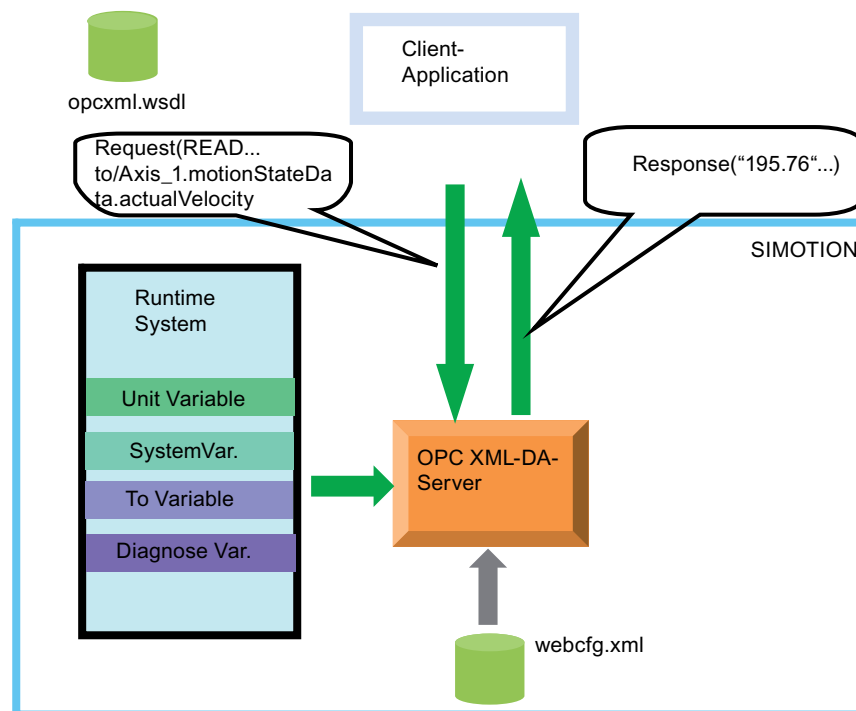 Client-
Application
opcxml.wsdl
Request(READ...
to/Axis_1.motionStateDa
ta.actualVelocity
Response(“195.76“...)
SIMOTION
Runtime
System
Unit Variable
SystemVar.
To Variable
Diagnose Var.
OPC XML-DA-
Server
webcfg.xml